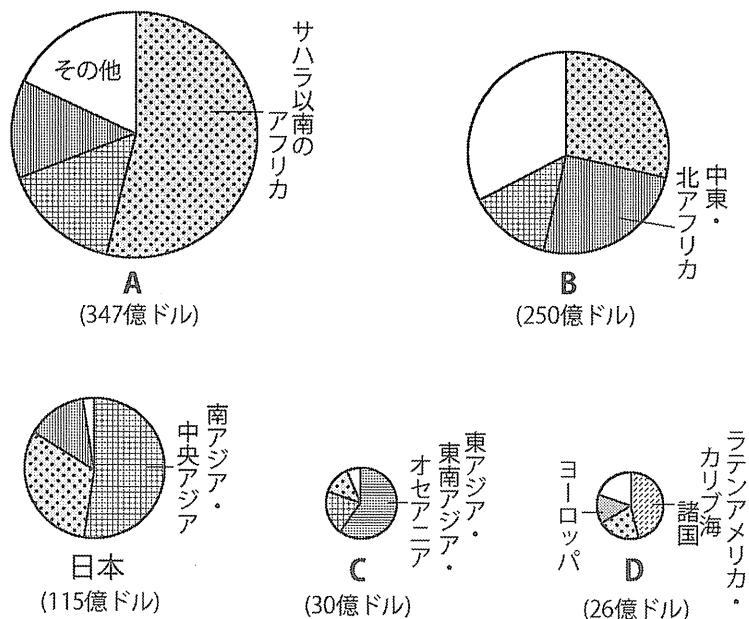 その他
サハラ以南の
アフリカ
A
(347億ドル)
中東・
北アフリカ
B
(250億ドル)
南アジア・
中央アジア
日本
(115億ドル)
東アジア・
東南アジア・
オセアニア
C
(30億ドル)
ヨーロッパ
ラテンアメリカ・
カリブ海
諸国
D
(26億ドル)